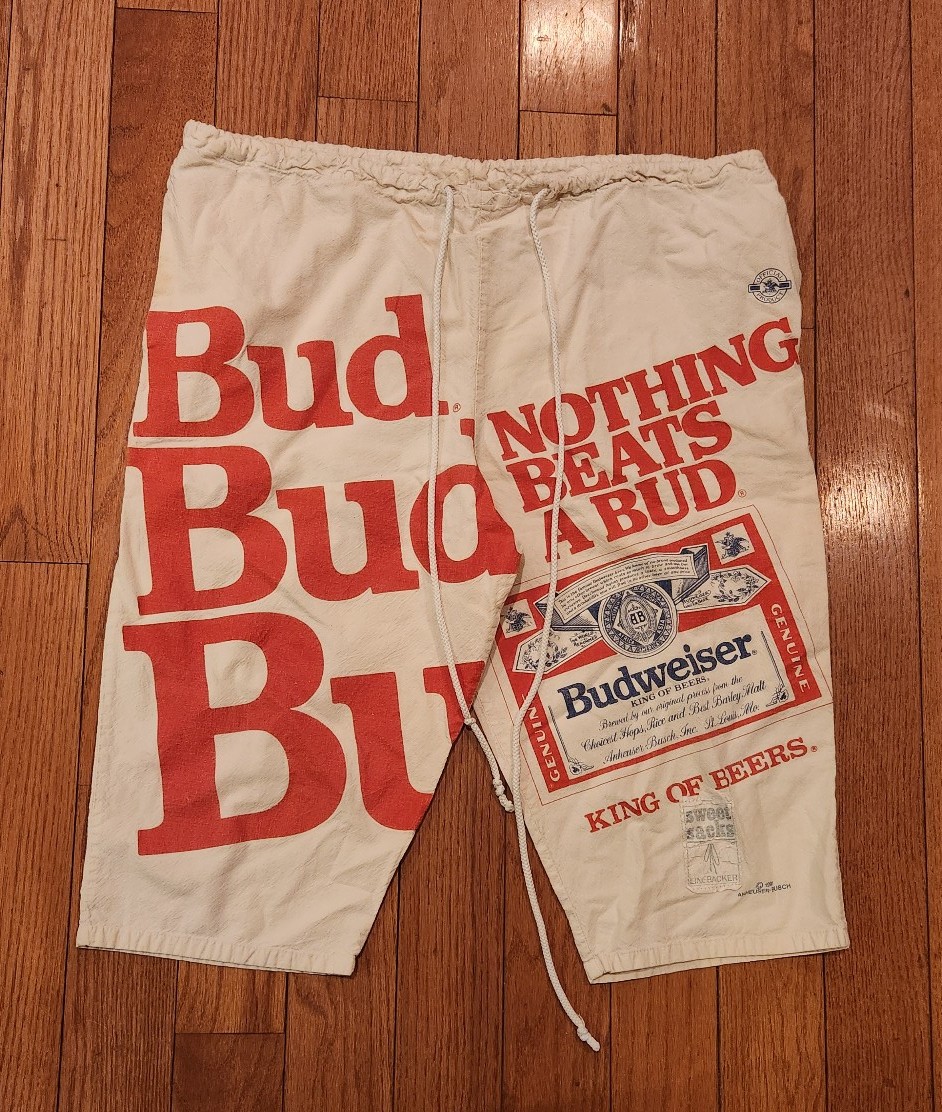 Bud.®
Bud
Bu
OFFICIAL
PRODUCT
NOTHING
BEATS
A BUD®
GENUINE
GENUINE
Budweiser®
KING OF BEERS®
Brewed by our original process from the
Choicest Hops, Rice and Best Barley Malt
Anheuser-Busch, Inc. St. Louis, Mo.
KING OF BEERS®
sweet
sacks
LINEBACKER
©
ANHEUSER-BUSCH